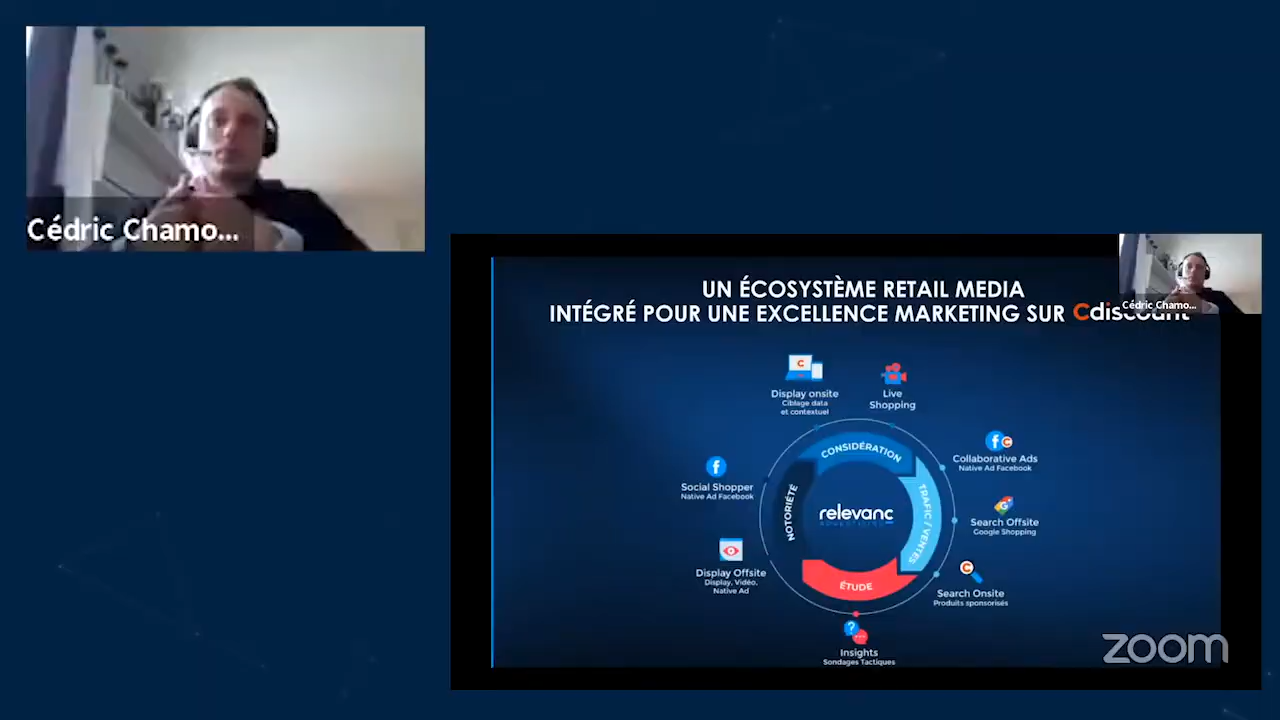 Cédric Chamo...
Cédric Chamo...
UN ÉCOSYSTÈME RETAIL MEDIA
INTÉGRÉ POUR UNE EXCELLENCE MARKETING SUR Cdiscount
Display onsite
Ciblage data
et contextuel
Live
Shopping
Collaborative Ads
Native Ad Facebook
Social Shopper
Native Ad Facebook
Search Offsite
Google Shopping
Display Offsite
Display, Vidéo,
Native Ad
Search Onsite
Produits sponsorisés
Insights
Sondages Tactiques
CONSIDÉRATION
TRAFIC / VENTES
ÉTUDE
NOTORIÉTÉ
relevanc
ADVERTISING
zoom